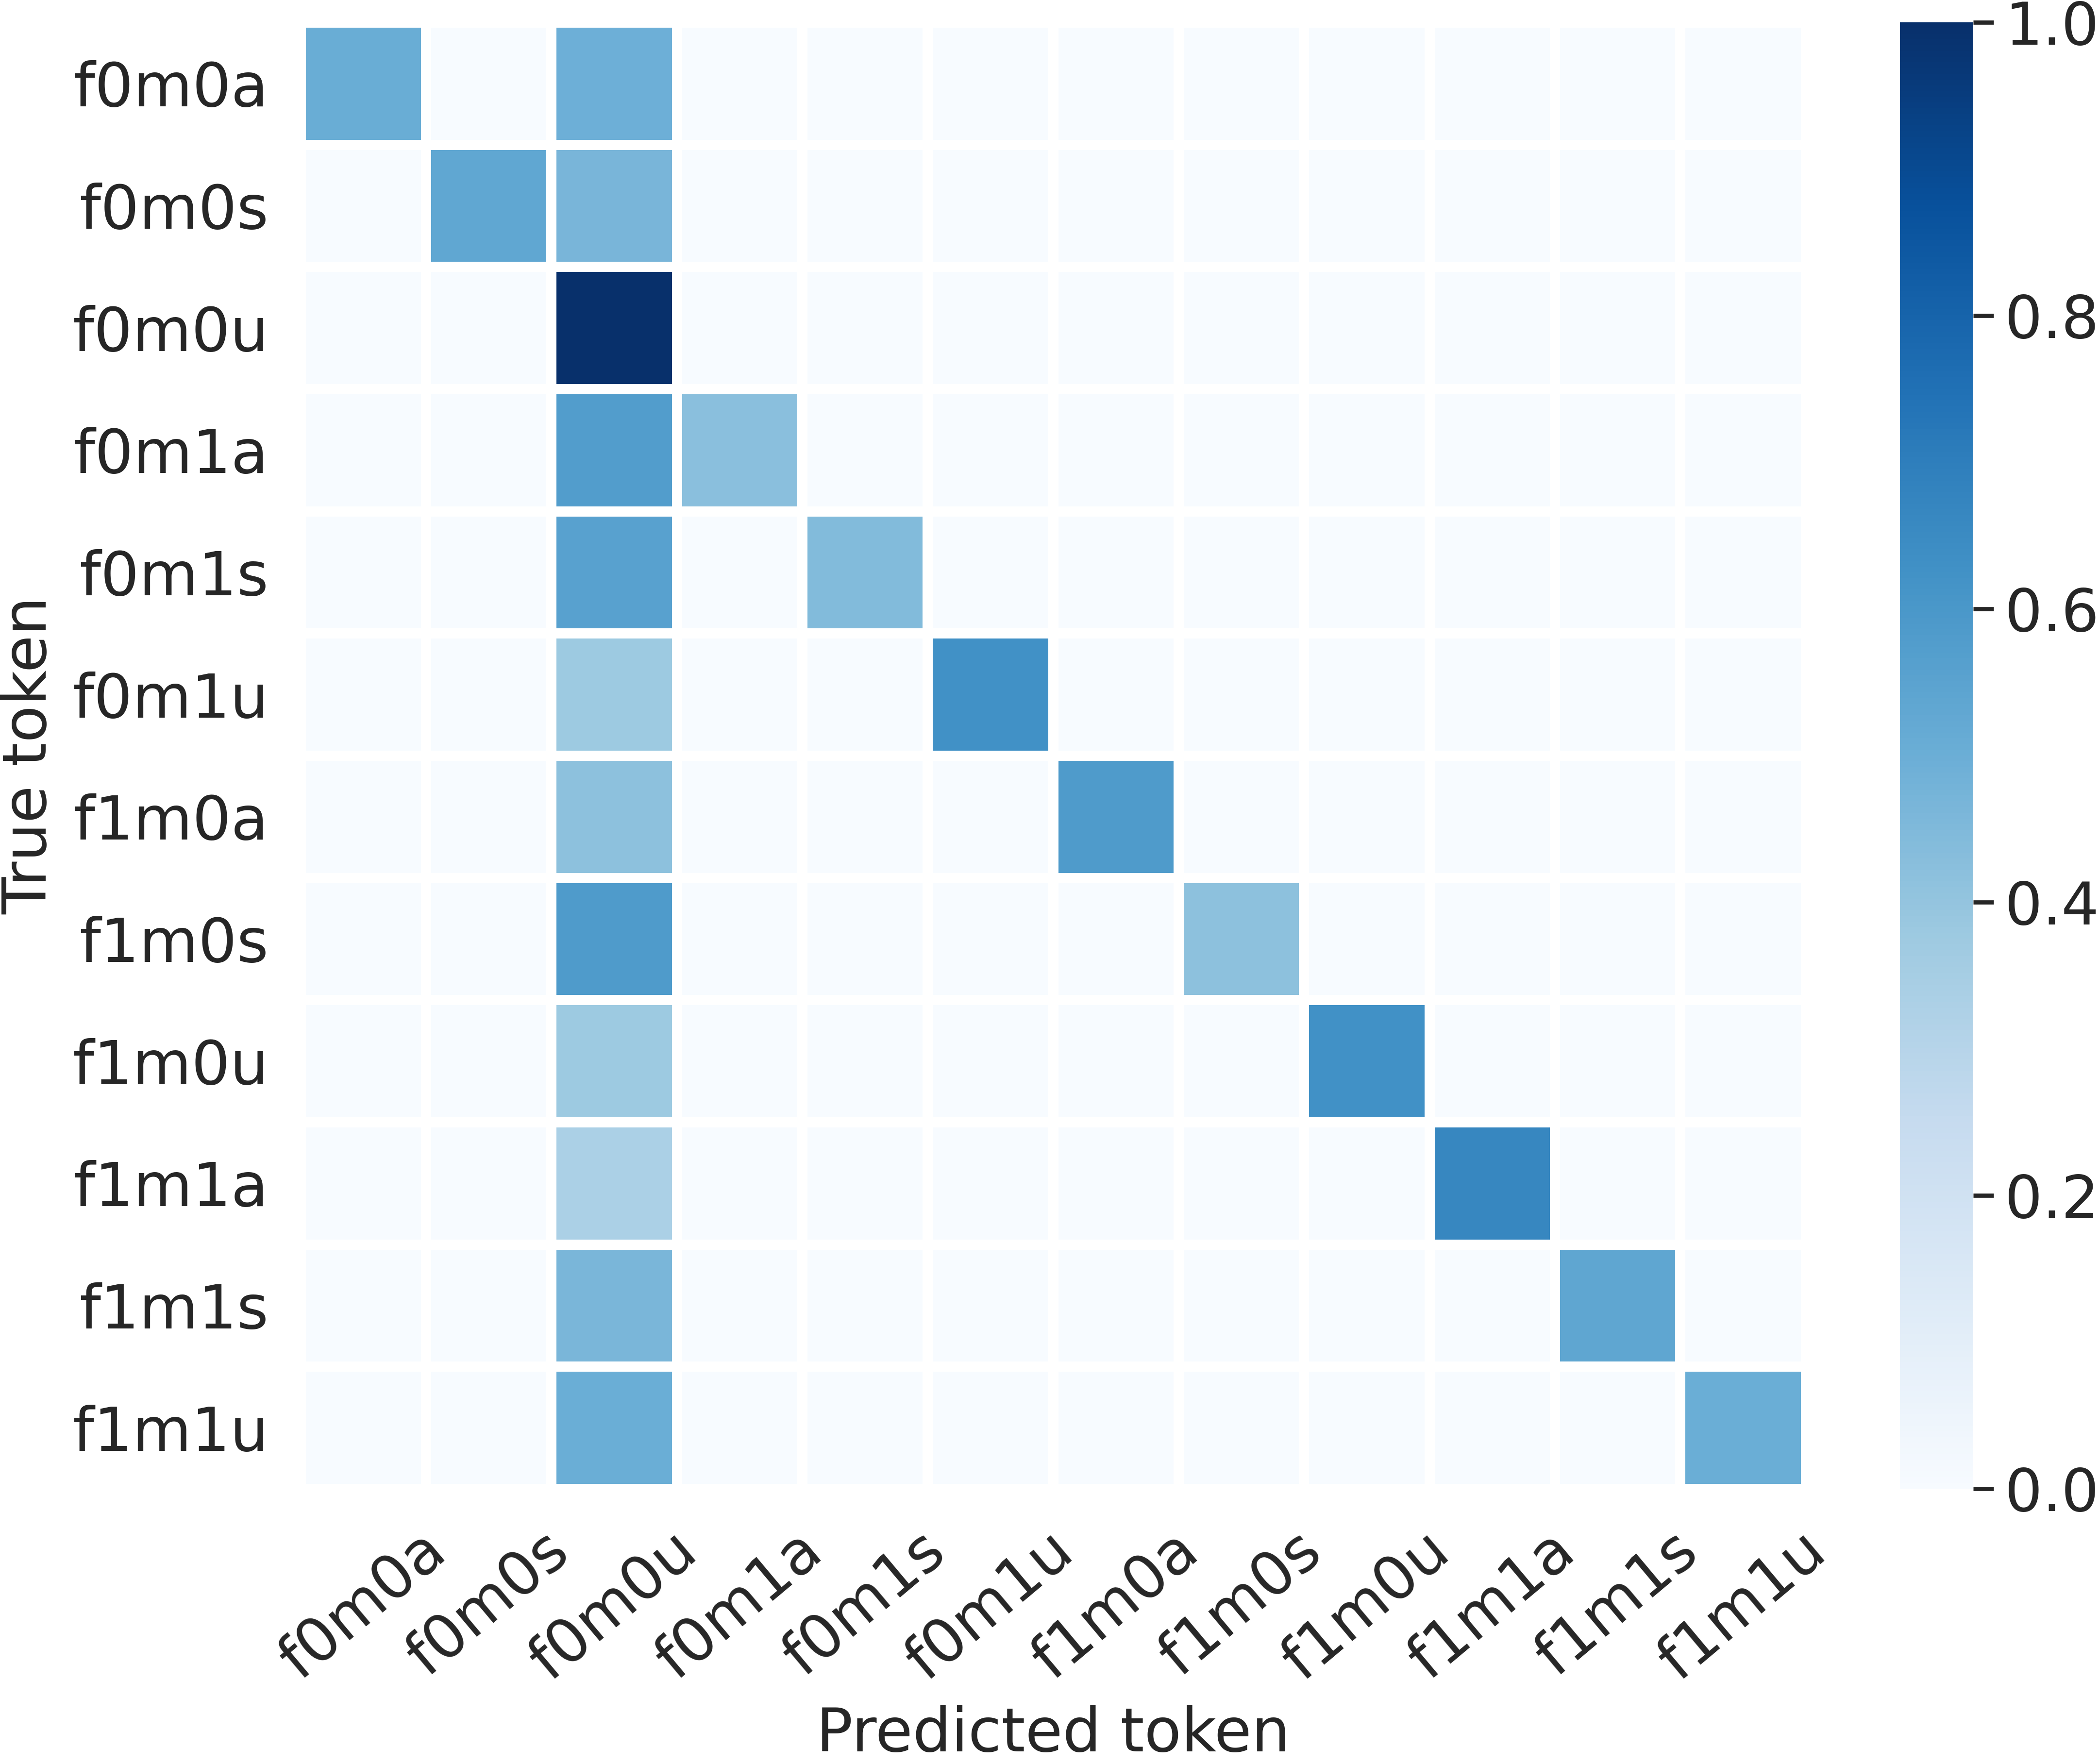 True token
f0m0a
f0m0s
f0m0u
f0m1a
f0m1s
f0m1u
f1m0a
f1m0s
f1m0u
f1m1a
f1m1s
f1m1u
f0m0a f0m0s f0m0u f0m1a f0m1s f0m1u f1m0a f1m0s f1m0u f1m1a f1m1s f1m1u
Predicted token
1.0
0.8
0.6
0.4
0.2
0.0